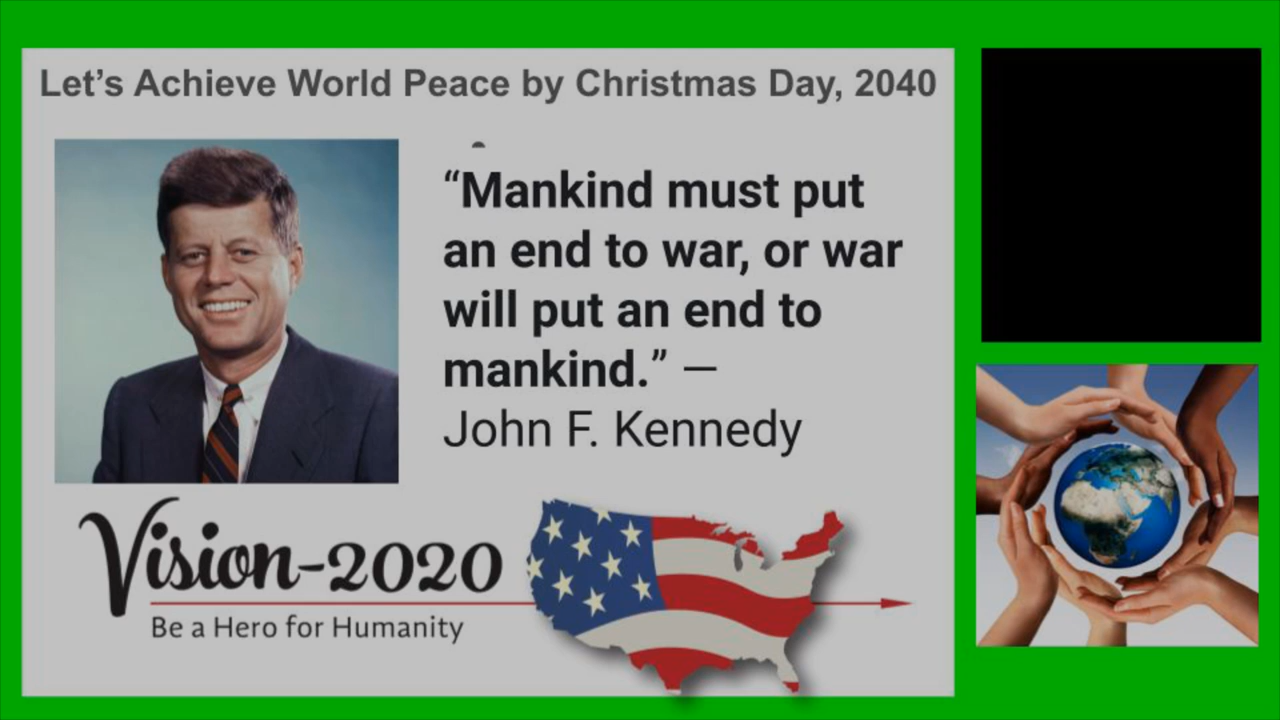 Let’s Achieve World Peace by Christmas Day, 2040
“Mankind must put
an end to war, or war
will put an end to
mankind.” —
John F. Kennedy
Vision-2020
Be a Hero for Humanity